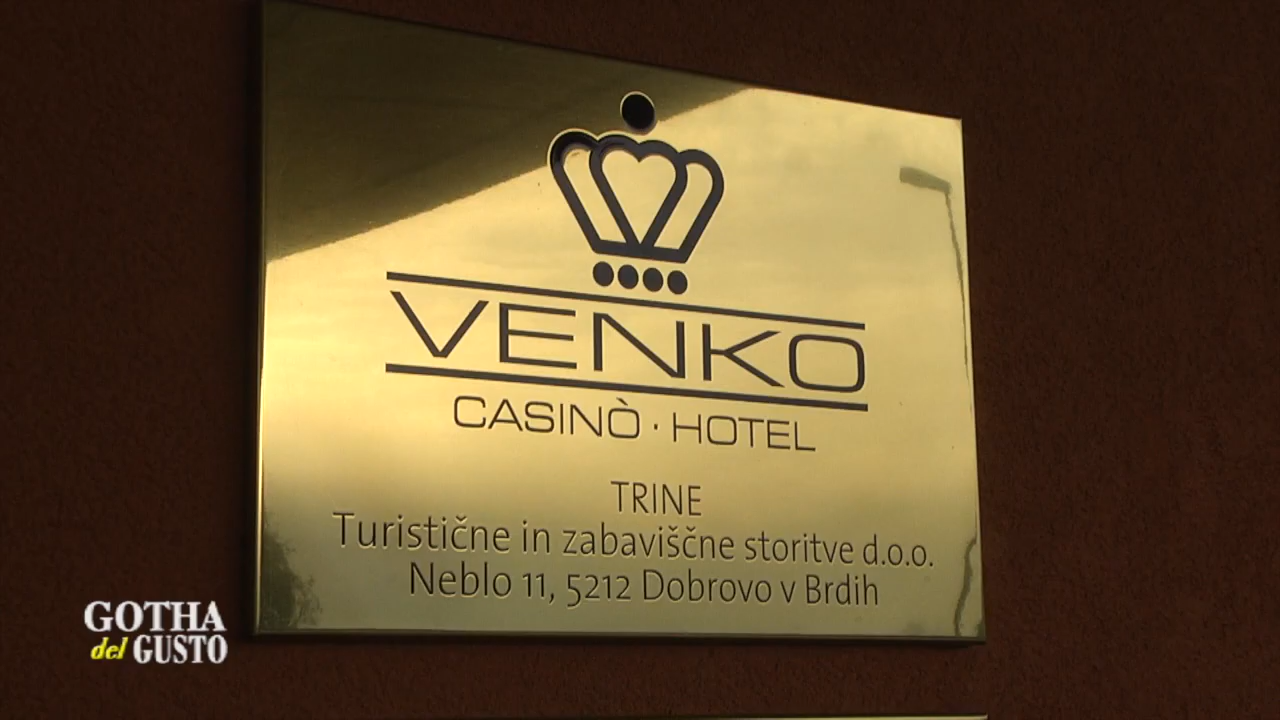 VENKO
CASINÒ · HOTEL
TRINE
Turistične in zabaviščne storitve d.o.o.
Neblo 11, 5212 Dobrovo v Brdih
GOTHA
del GUSTO